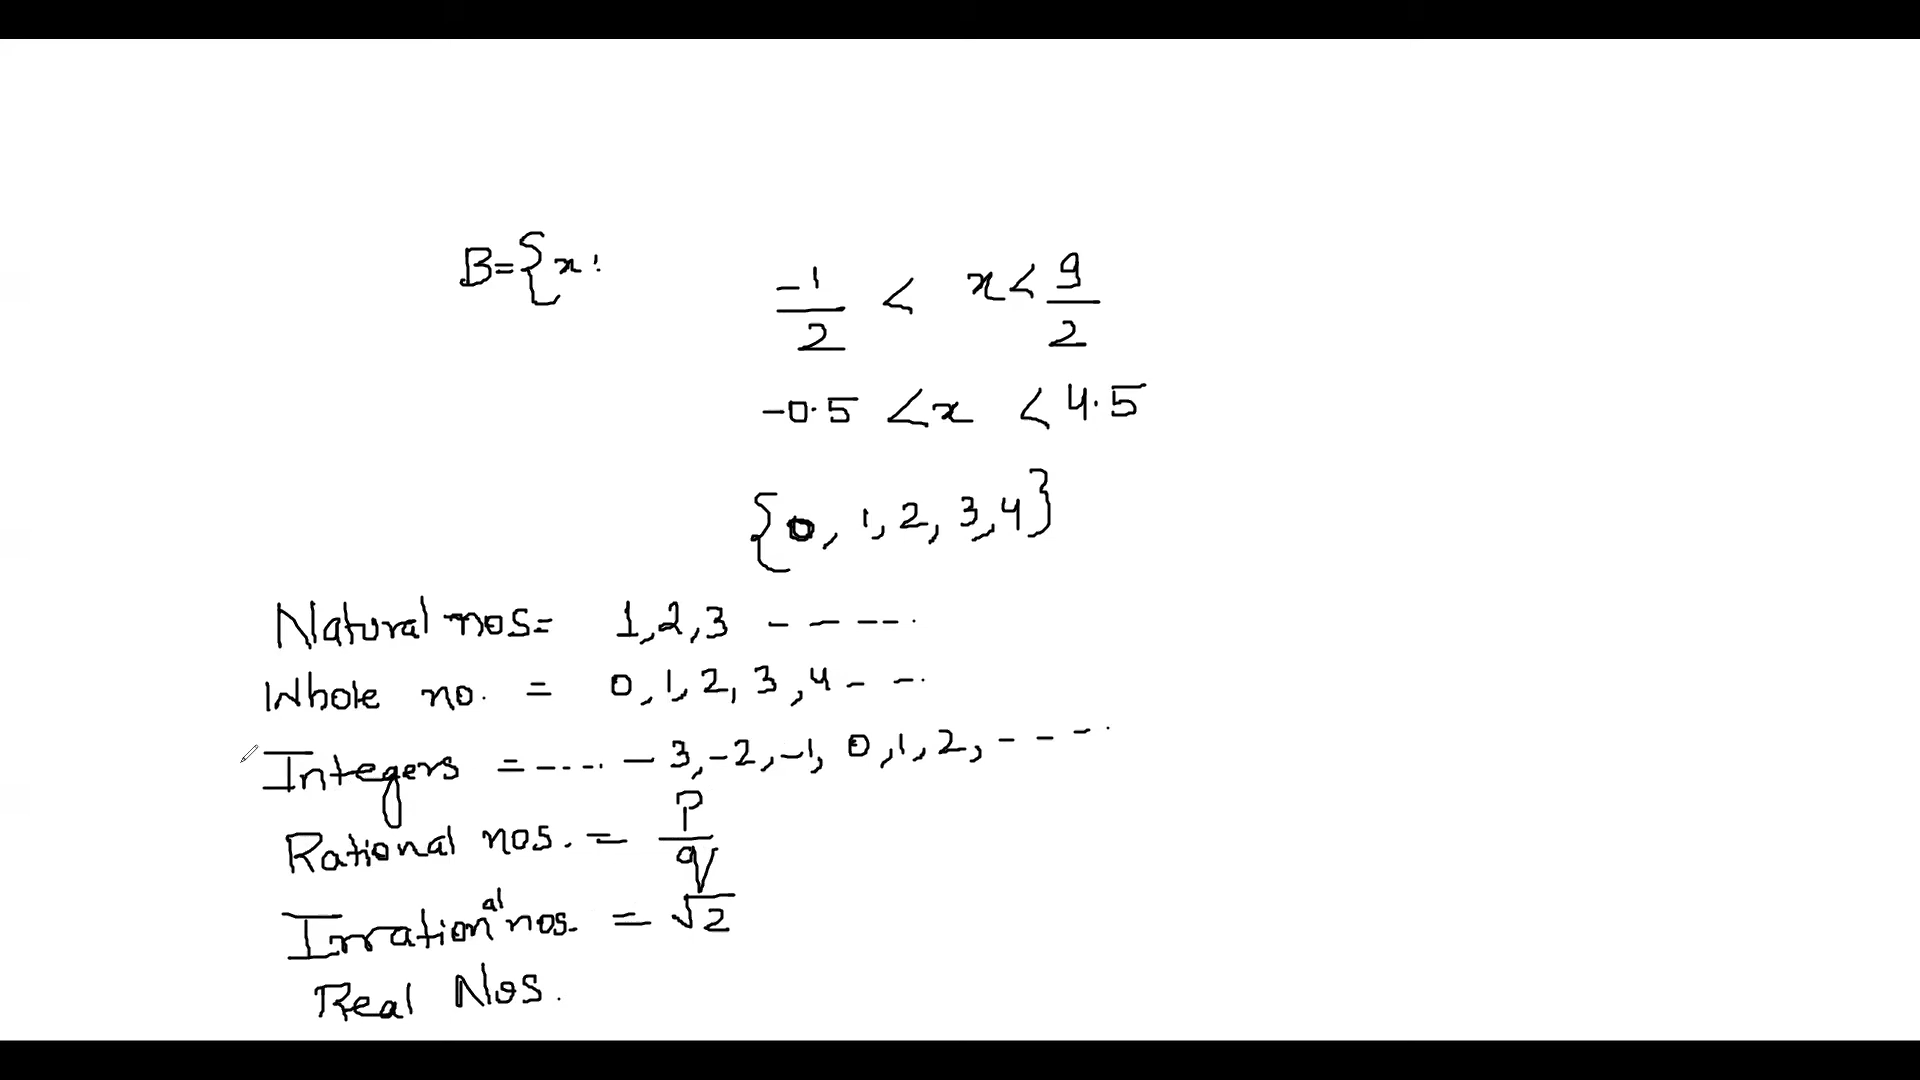 B={x:
-1/2 < x < 9/2
-0.5 < x < 4.5
{0, 1, 2, 3, 4}
Natural nos = 1, 2, 3 - - - - - .
Whole no. = 0, 1, 2, 3, 4 - - - .
Integers = - - - - . - 3, -2, -1, 0, 1, 2, - - - - .
Rational nos. = p/q
Irrational nos. = √2
Real Nos.